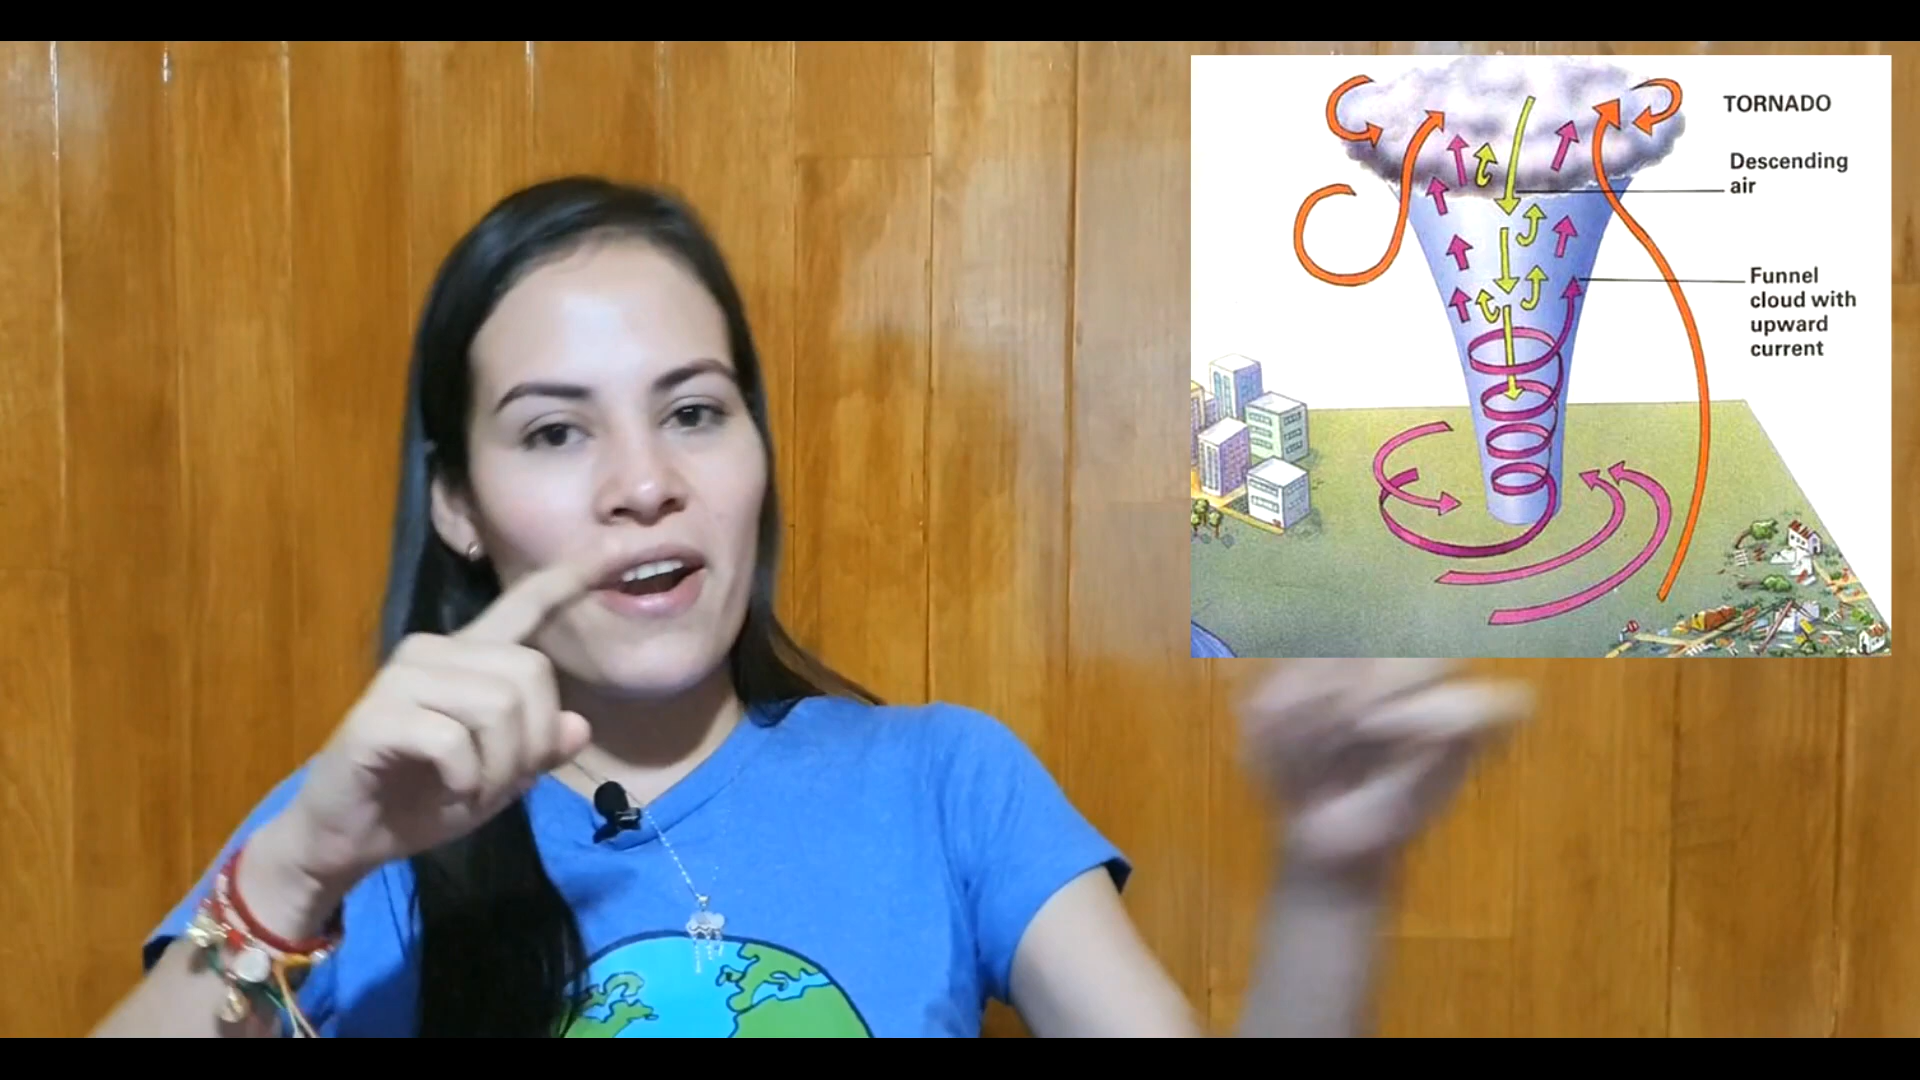 TORNADO
Descending
air
Funnel
cloud with
upward
current